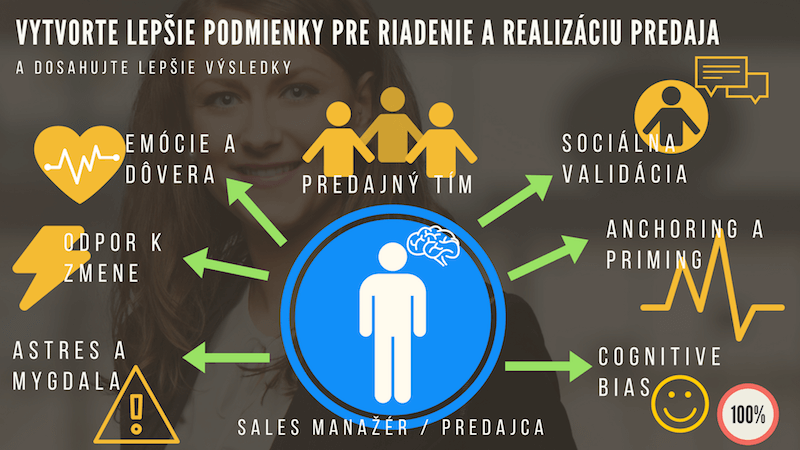 VYTVORTE LEPŠIE PODMIENKY PRE RIADENIE A REALIZÁCIU PREDAJA
A DOSAHUJTE LEPŠIE VÝSLEDKY
EMÓCIE A
DÔVERA
PREDAJNÝ TÍM
SOCIÁLNA
VALIDÁCIA
ODPOR K
ZMENE
ANCHORING A
PRIMING
ASTRES A
MYGDALA
COGNITIVE
BIAS
100%
SALES MANAŽÉR / PREDAJCA